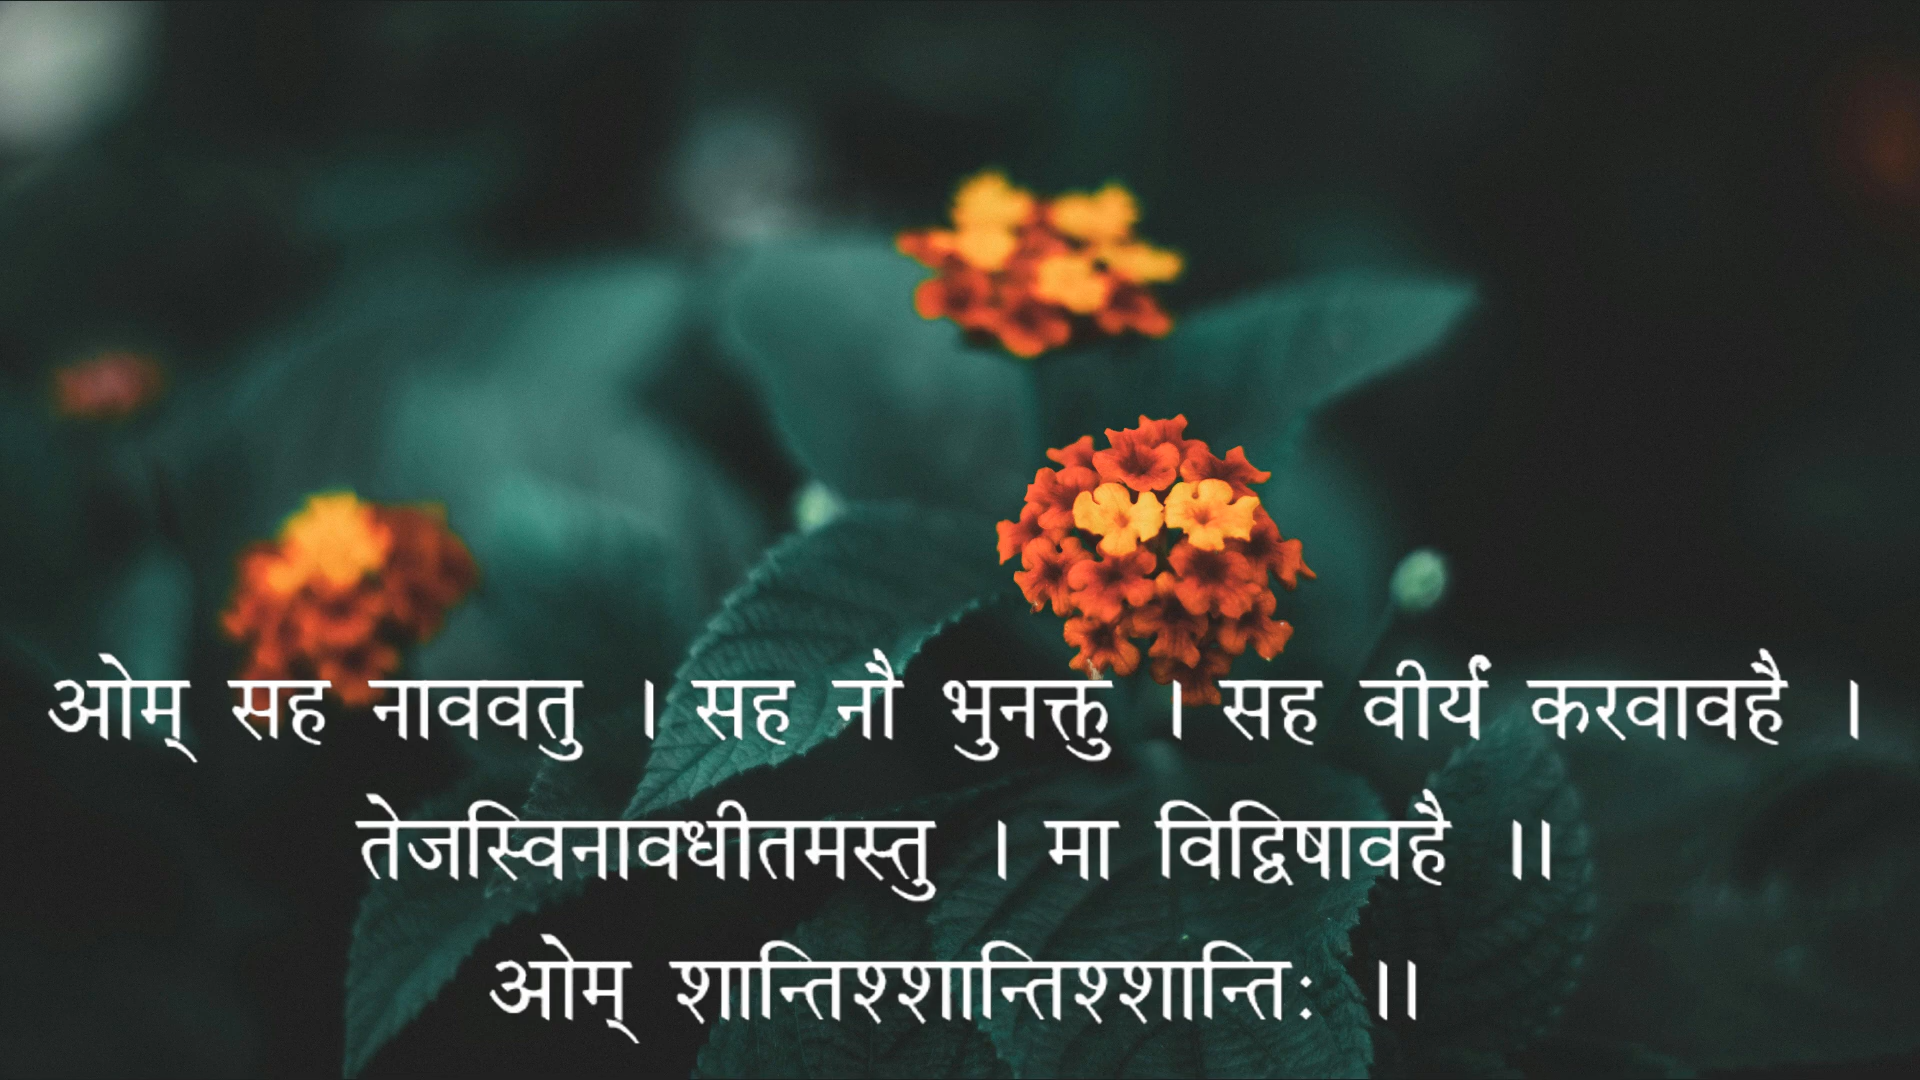 ओम् सह नाववतु । सह नौ भुनक्तु । सह वीर्यं करवावहै ।
तेजस्विनावधीतमस्तु । मा विद्विषावहै ।।
ओम् शान्तिश्शान्तिश्शान्तिः ।।